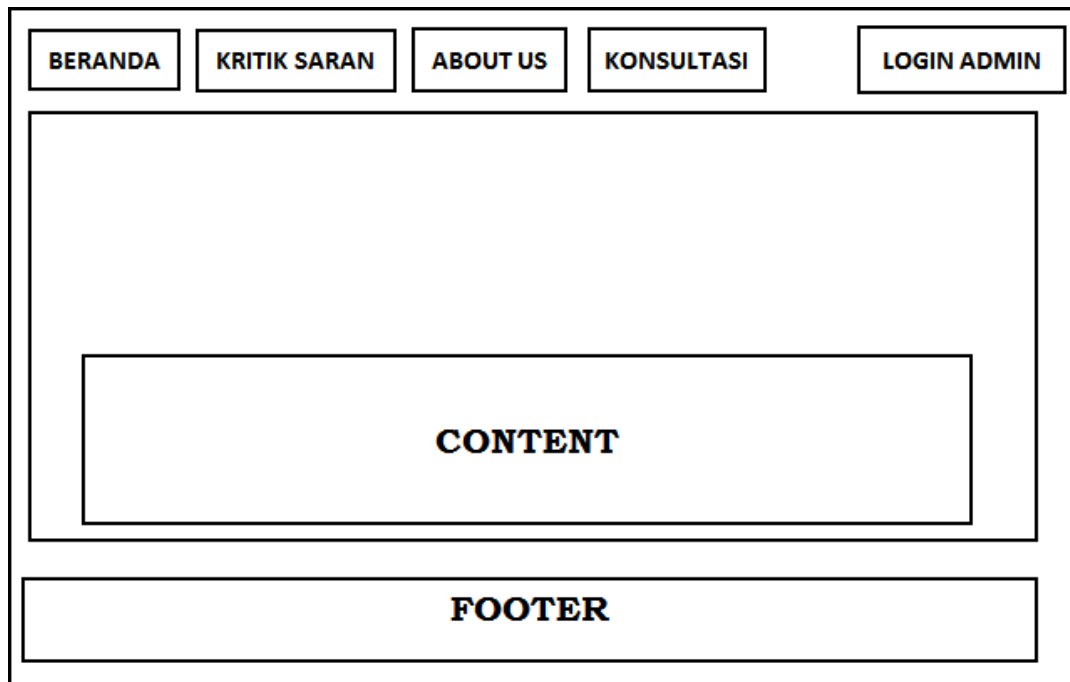 BERANDA
KRITIK SARAN
ABOUT US
KONSULTASI
LOGIN ADMIN
CONTENT
FOOTER